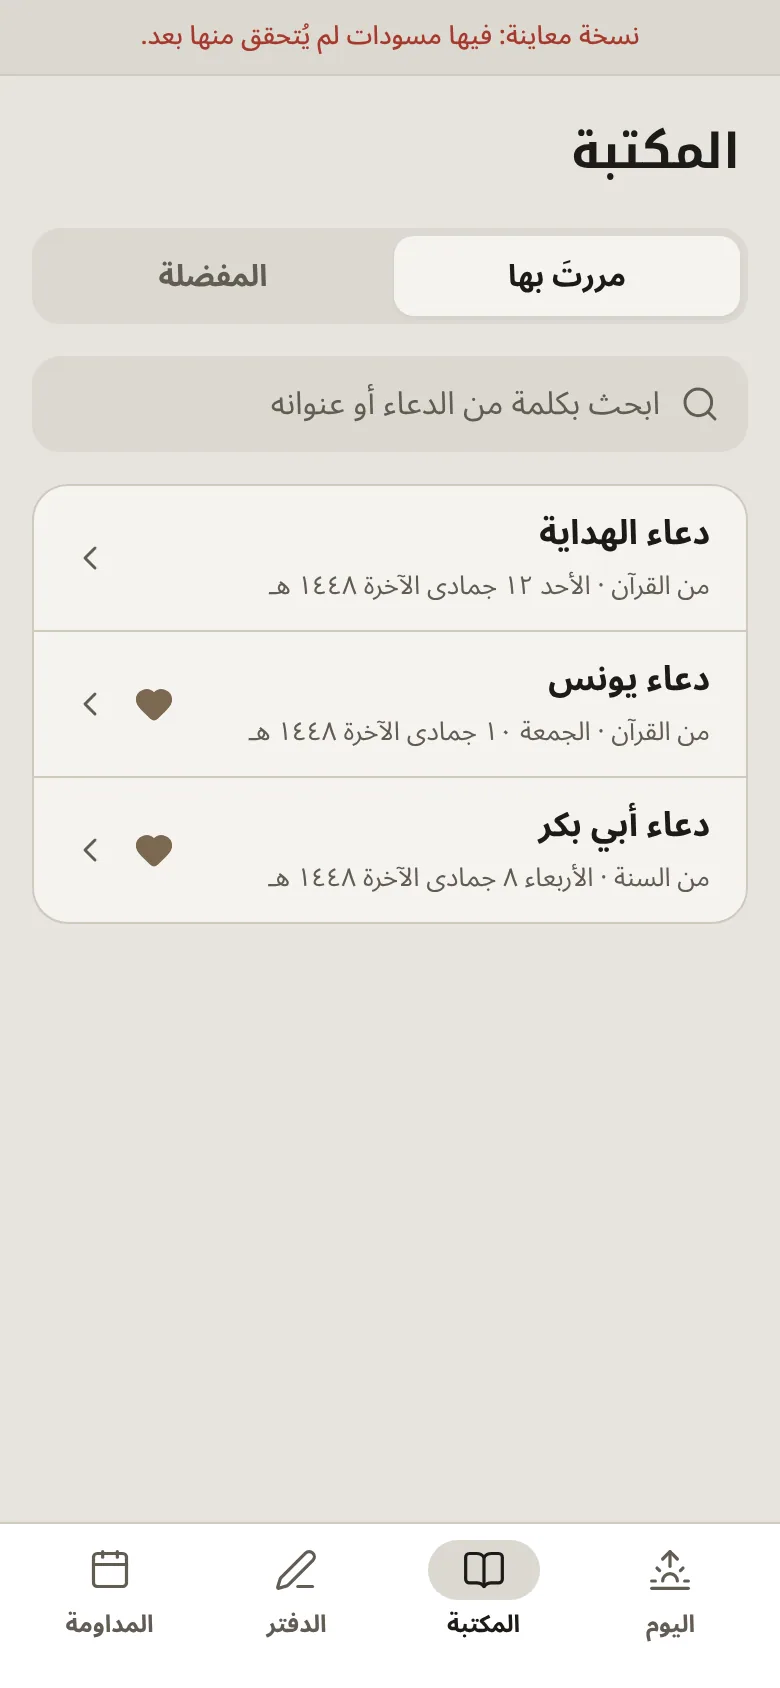 نسخة معاينة: فيها مسودات لم يُتحقق منها بعد.
المكتبة
مررتَ بها
المفضلة
ابحث بكلمة من الدعاء أو عنوانه
دعاء الهداية
من القرآن · الأحد ١٢ جمادى الآخرة ١٤٤٨ هـ
دعاء يونس
من القرآن · الجمعة ١٠ جمادى الآخرة ١٤٤٨ هـ
دعاء أبي بكر
من السنة · الأربعاء ٨ جمادى الآخرة ١٤٤٨ هـ
اليوم
المكتبة
الدفتر
المداومة